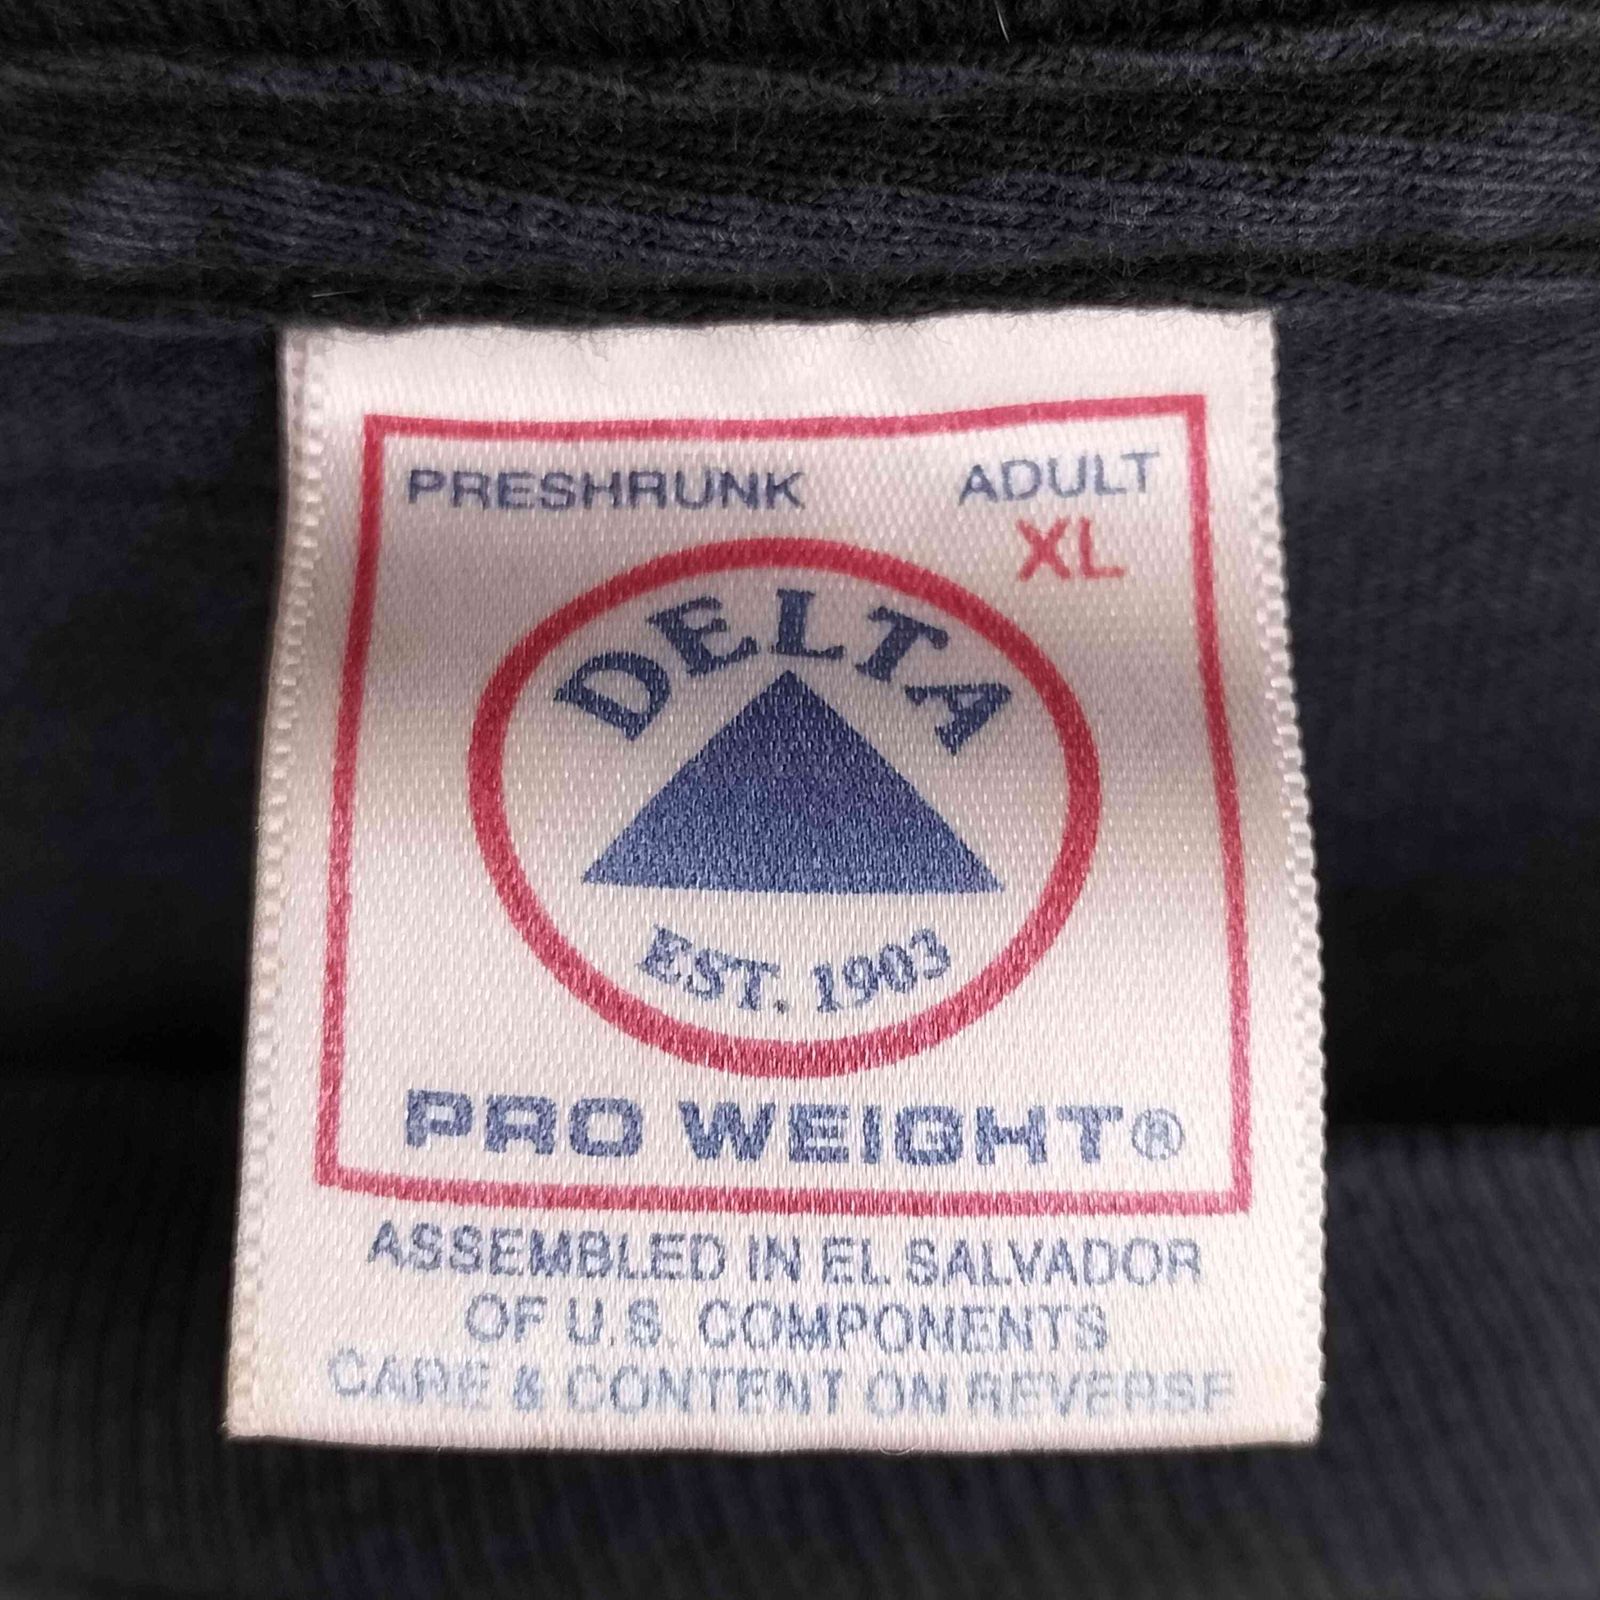 PRESHRUNK ADULT
XL
DELTA
EST. 1903
PRO WEIGHT®
ASSEMBLED IN EL SALVADOR
OF U.S. COMPONENTS
CARE & CONTENT ON REVERSE